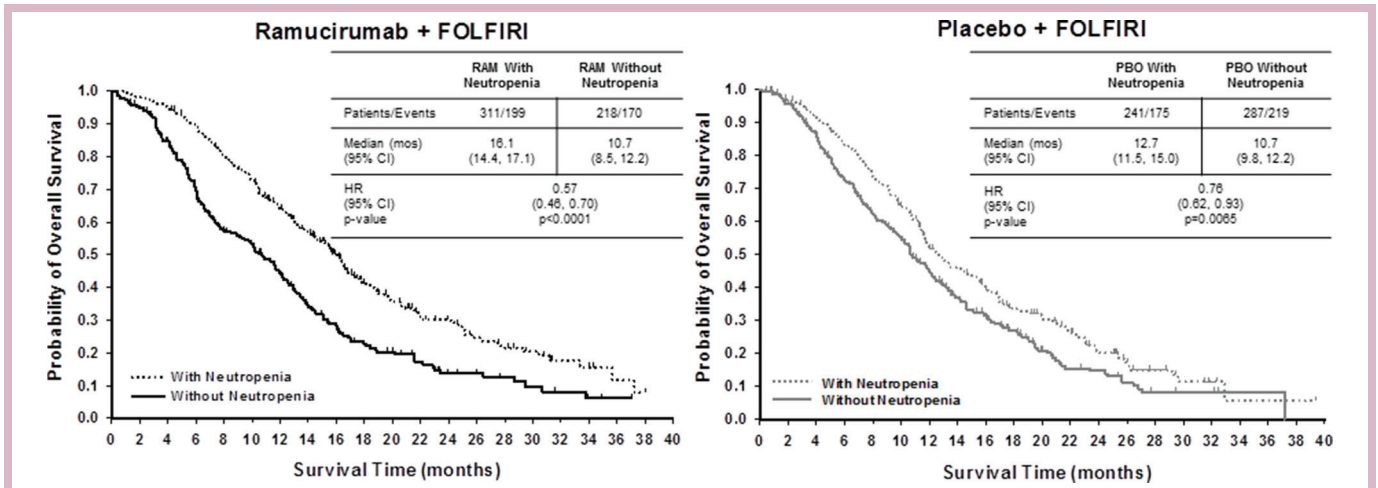 Ramucirumab + FOLFIRI
RAM With Neutropenia
RAM Without Neutropenia
Patients/Events 311/199 218/170
Median (mos) 16.1 10.7
(95% CI) (14.4, 17.1) (8.5, 12.2)
HR 0.57
(95% CI) (0.46, 0.70)
p-value p<0.0001
Probability of Overall Survival
1.0
0.9
0.8
0.7
0.6
0.5
0.4
0.3
0.2
0.1
0.0
With Neutropenia
Without Neutropenia
0 2 4 6 8 10 12 14 16 18 20 22 24 26 28 30 32 34 36 38 40
Survival Time (months)
Placebo + FOLFIRI
PBO With Neutropenia
PBO Without Neutropenia
Patients/Events 241/175 287/219
Median (mos) 12.7 10.7
(95% CI) (11.5, 15.0) (9.8, 12.2)
HR 0.76
(95% CI) (0.62, 0.93)
p-value p=0.0065
Probability of Overall Survival
1.0
0.9
0.8
0.7
0.6
0.5
0.4
0.3
0.2
0.1
0.0
With Neutropenia
Without Neutropenia
0 2 4 6 8 10 12 14 16 18 20 22 24 26 28 30 32 34 36 38 40
Survival Time (months)